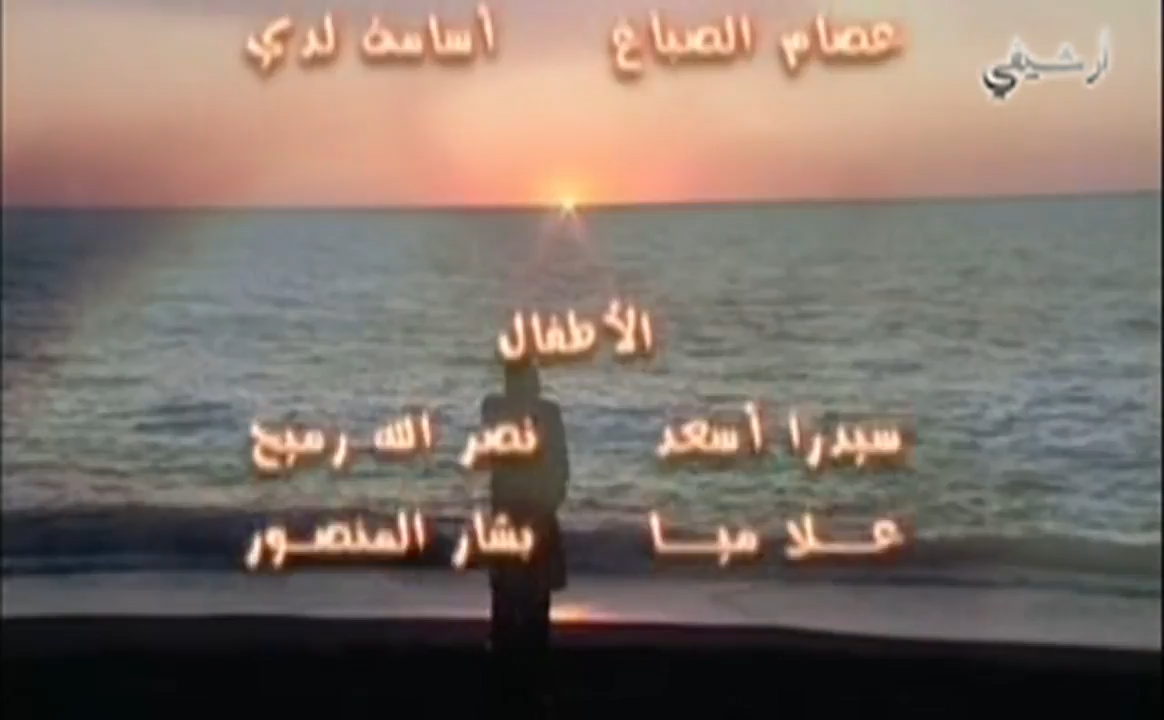 عصام الصباغ أسامة لدي
أرشيفي
الأطفال
سيدرا أسعد نصر الله رميح
علا ميا بشار المنصور